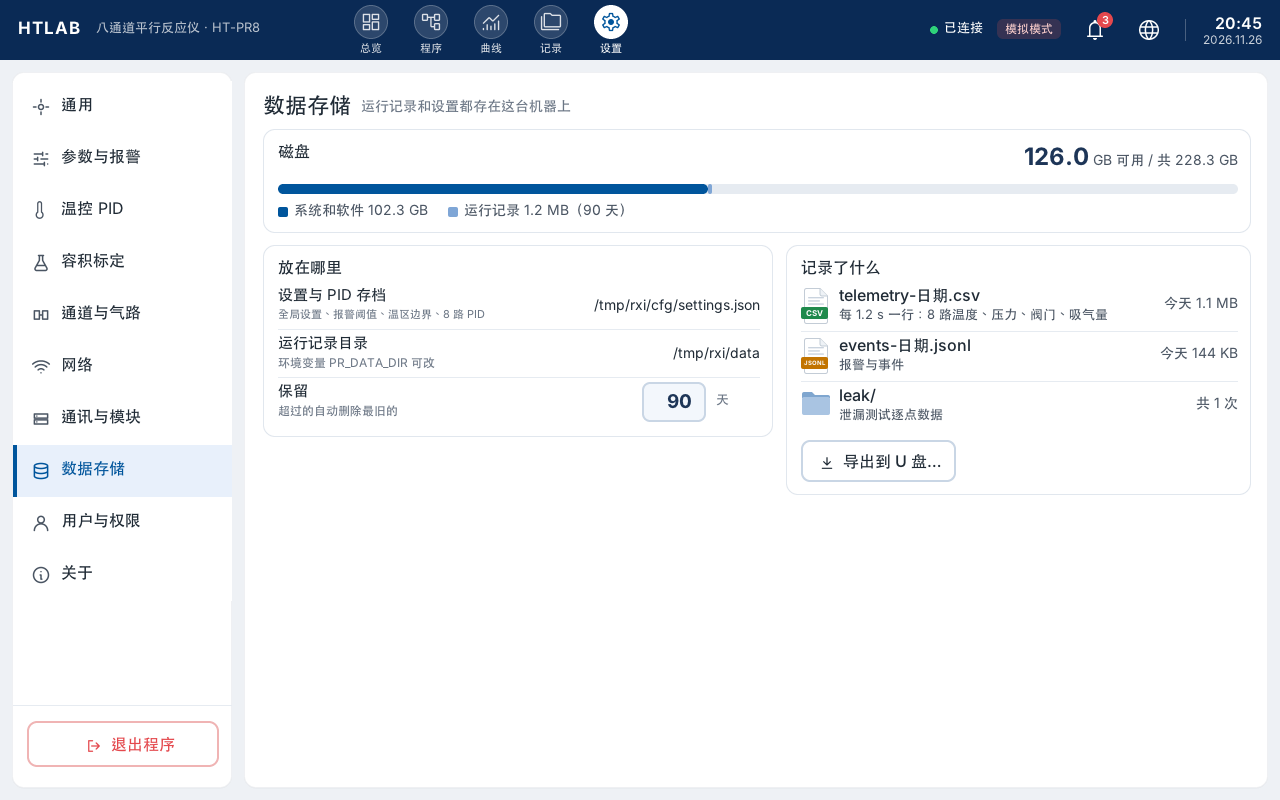 HTLAB 八通道平行反应仪 · HT-PR8
总览 程序 曲线 记录 设置
已连接 模拟模式 3 20:45
2026.11.26
通用
参数与报警
温控 PID
容积标定
通道与气路
网络
通讯与模块
数据存储
用户与权限
关于
退出程序
数据存储 运行记录和设置都存在这台机器上
磁盘 126.0 GB 可用 / 共 228.3 GB
系统和软件 102.3 GB 运行记录 1.2 MB（90 天）
放在哪里
设置与 PID 存档
全局设置、报警阈值、温区边界、8 路 PID
/tmp/rxi/cfg/settings.json
运行记录目录
环境变量 PR_DATA_DIR 可改
/tmp/rxi/data
保留
超过的自动删除最旧的
90 天
记录了什么
CSV
telemetry-日期.csv
每 1.2 s 一行：8 路温度、压力、阀门、吸气量
今天 1.1 MB
JSONL
events-日期.jsonl
报警与事件
今天 144 KB
leak/
泄漏测试逐点数据
共 1 次
导出到 U 盘...